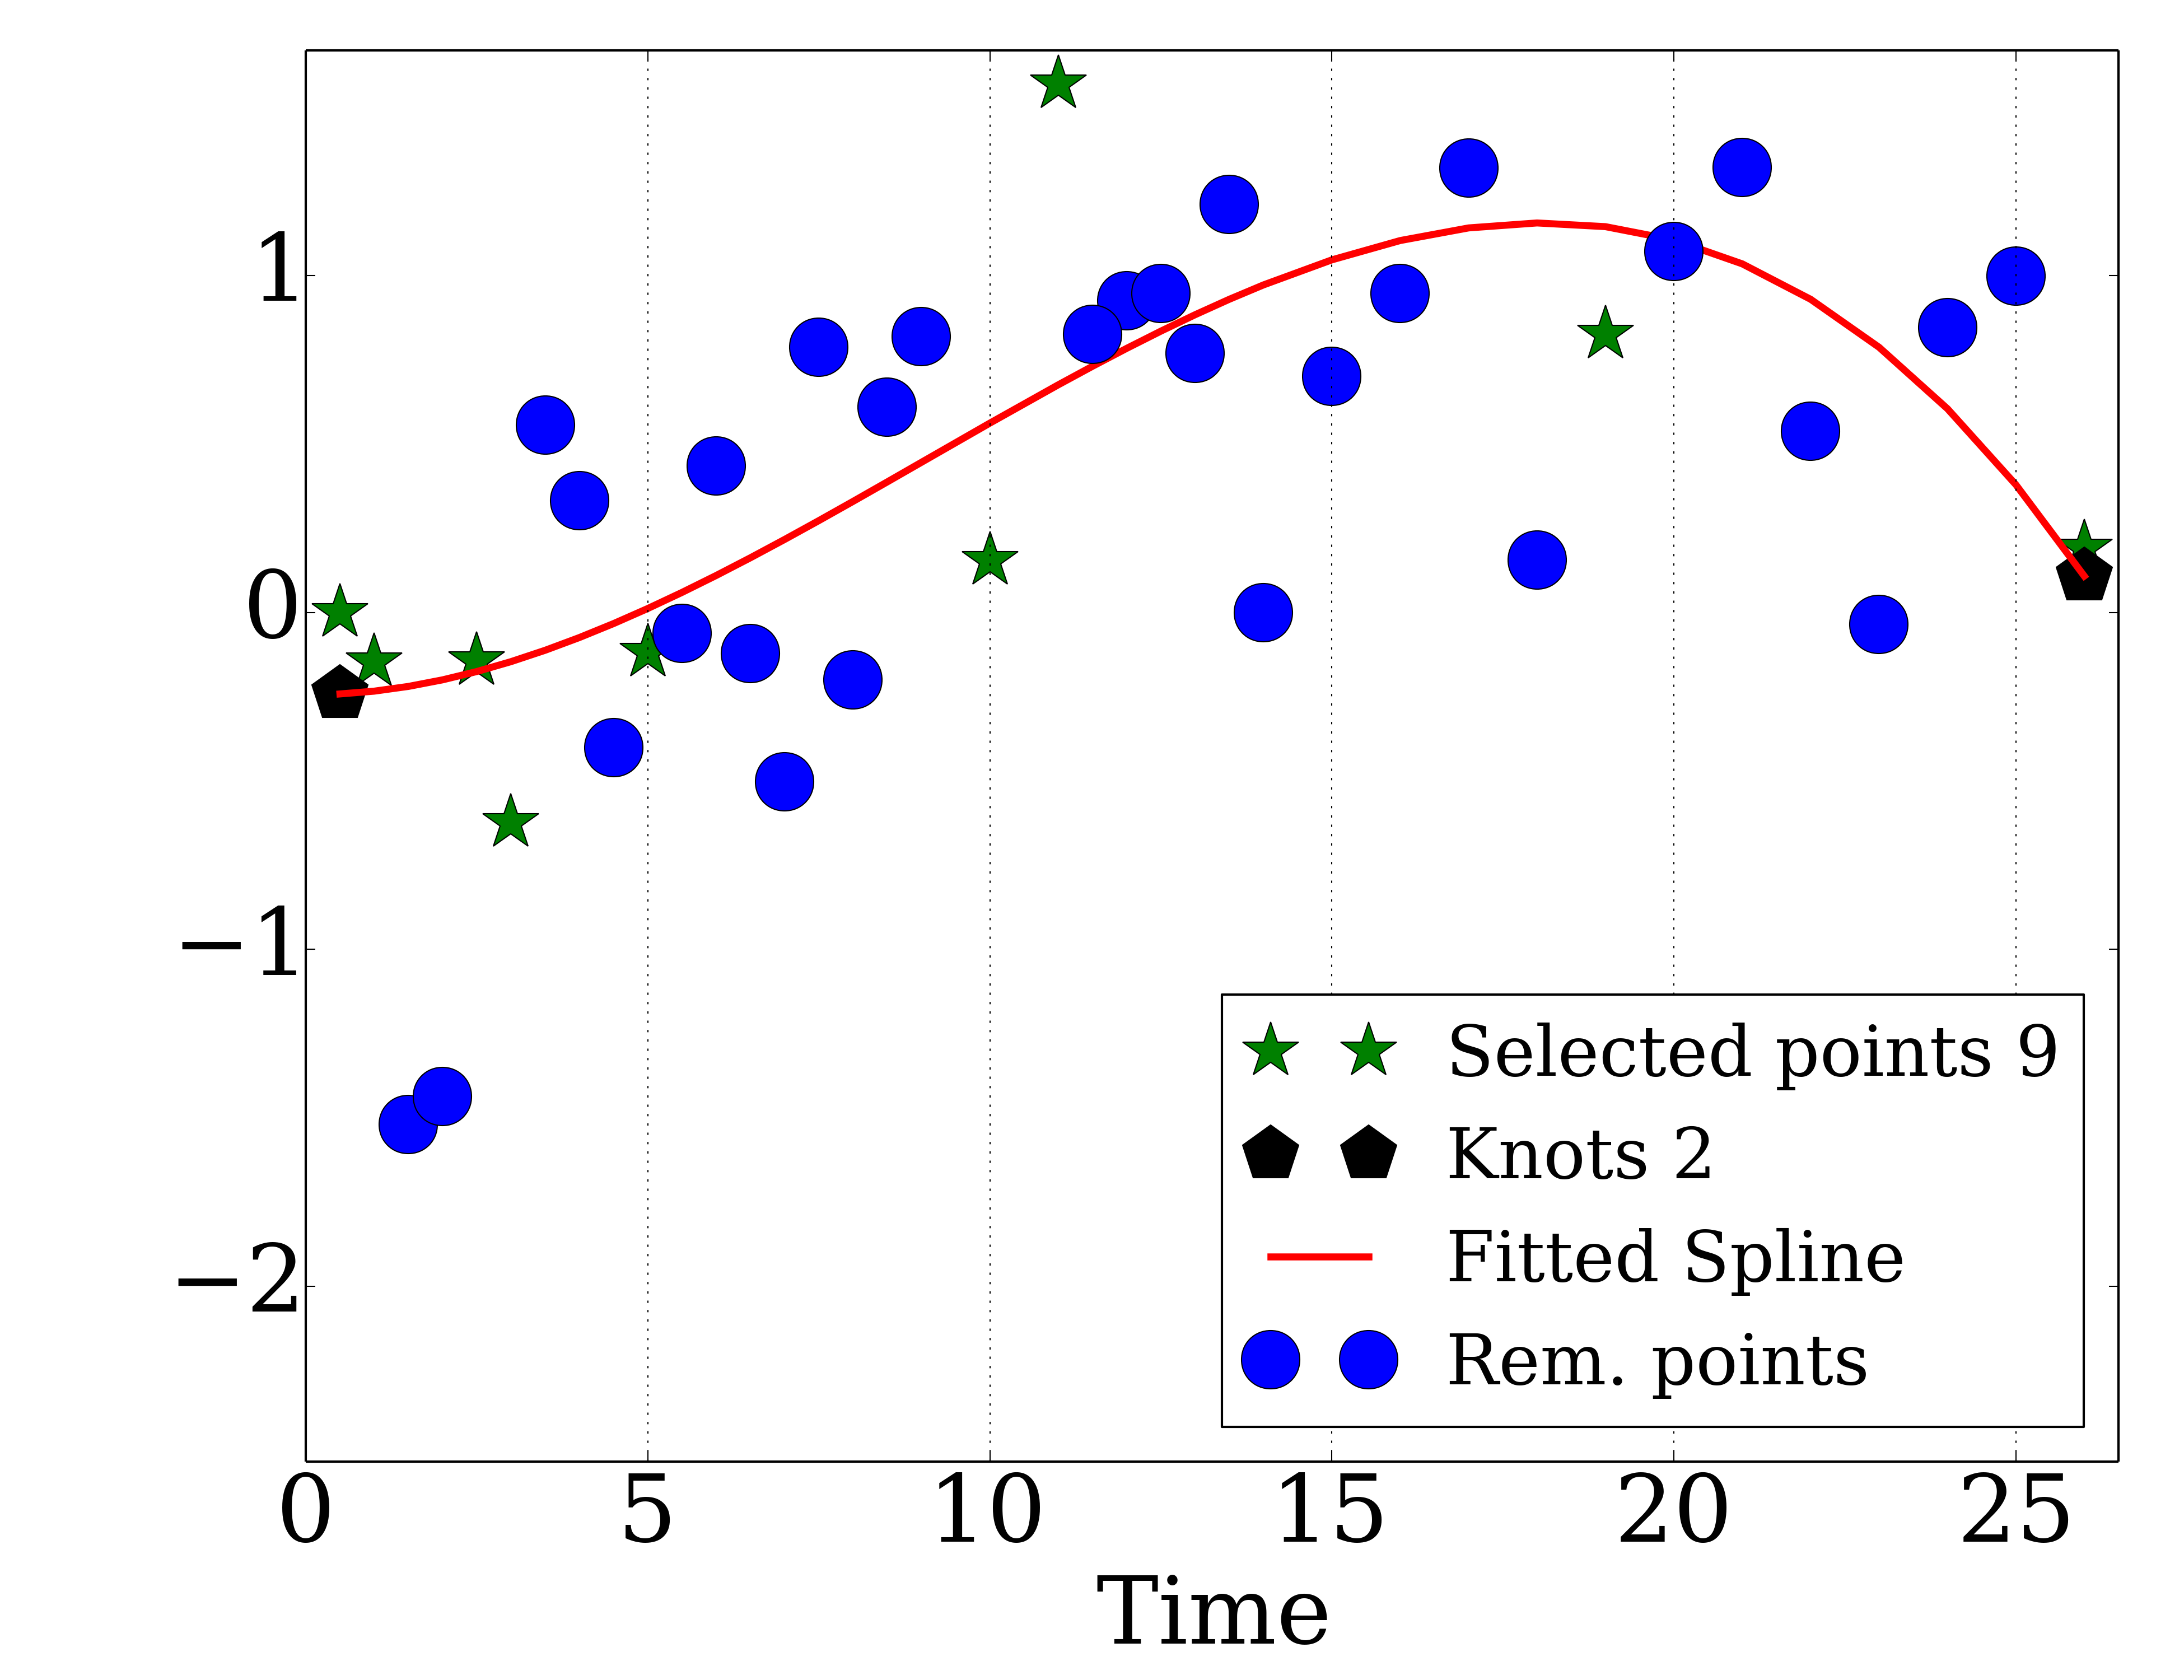 1
0
−1
−2
0 5 10 15 20 25
Time
Selected points 9
Knots 2
Fitted Spline
Rem. points